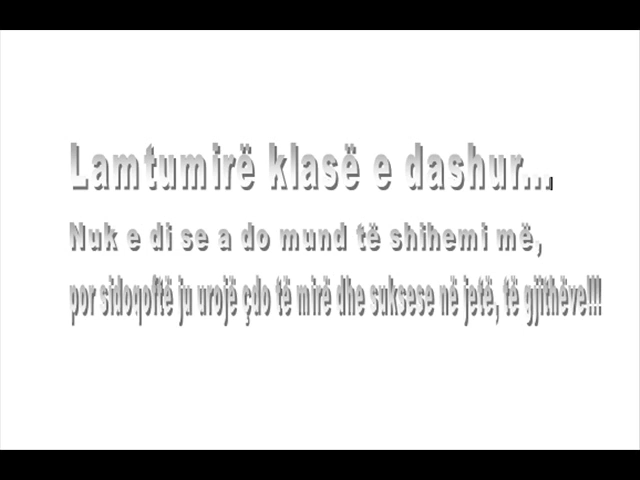 Lamtumirë klasë e dashur...
Nuk e di se a do mund të shihemi më,
por sidoqoftë ju urojë çdo të mirë dhe suksese në jetë, të gjithëve!!!